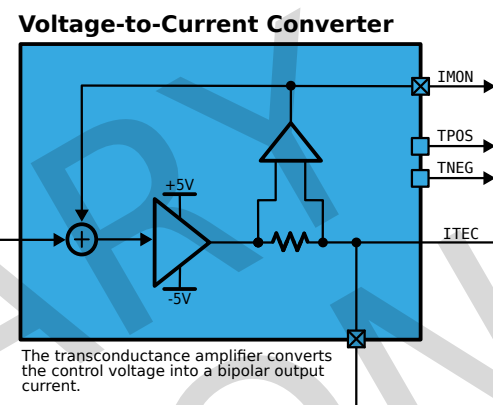 Voltage-to-Current Converter
IMON
TPOS
TNEG
+5V
+
ITEC
-5V
The transconductance amplifier converts
the control voltage into a bipolar output
current.